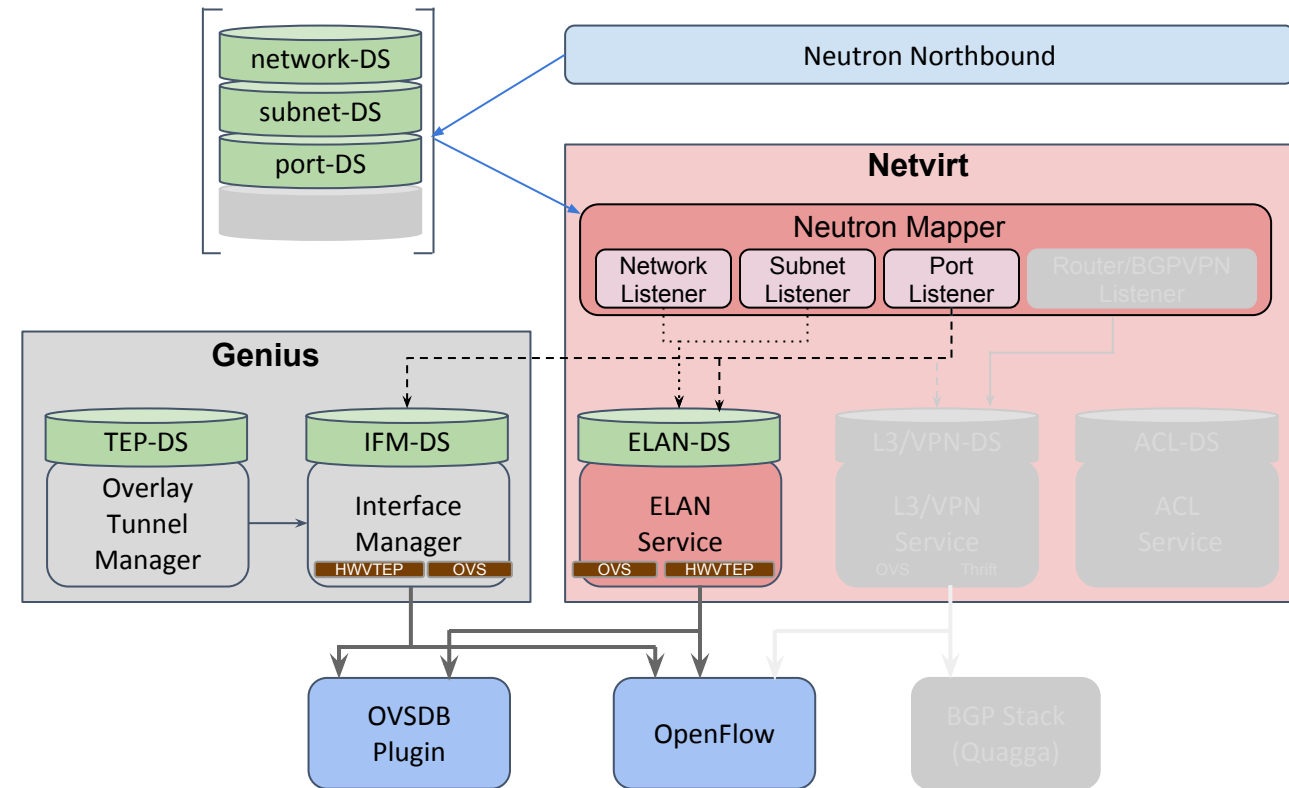 network-DS
subnet-DS
port-DS
Neutron Northbound
Netvirt
Neutron Mapper
Network
Listener
Subnet
Listener
Port
Listener
Router/BGPVPN
Listener
Genius
TEP-DS
Overlay
Tunnel
Manager
IFM-DS
Interface
Manager
HWVTEP
OVS
ELAN-DS
ELAN
Service
OVS
HWVTEP
L3/VPN-DS
L3/VPN
Service
OVS
Thrift
ACL-DS
ACL
Service
OVSDB
Plugin
OpenFlow
BGP Stack
(Quagga)